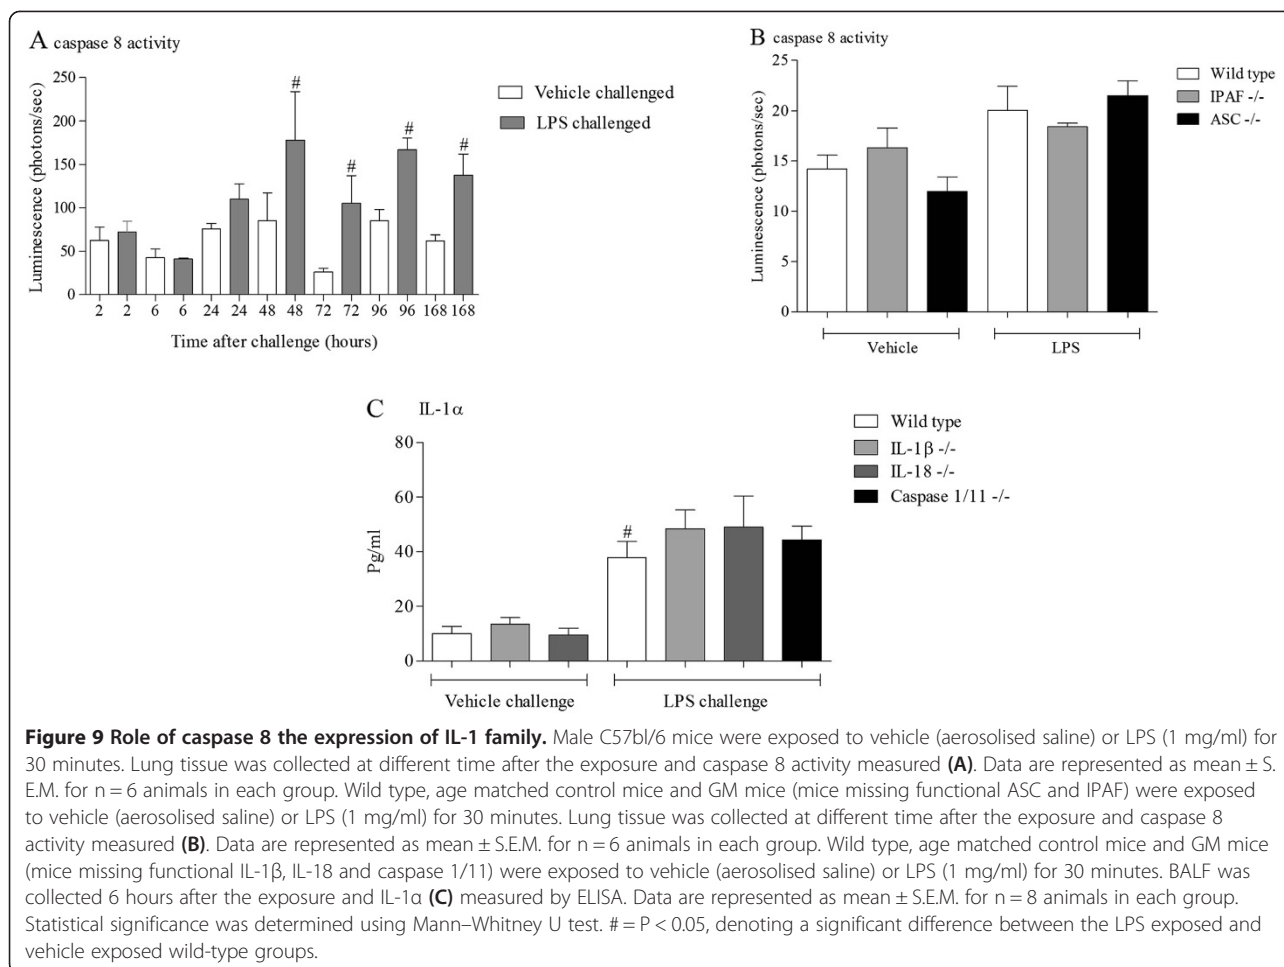 A caspase 8 activity
Luminescence (photons/sec)
250
200
150
100
50
0
# # # #
Vehicle challenged
LPS challenged
2 2 6 6 24 24 48 48 72 72 96 96 168 168
Time after challenge (hours)
B caspase 8 activity
Luminescence (photons/sec)
25
20
15
10
5
0
Wild type
IPAF -/-
ASC -/-
Vehicle LPS
C IL-1α
Pg/ml
80
60
40
20
0
#
Wild type
IL-1β -/-
IL-18 -/-
Caspase 1/11 -/-
Vehicle challenge LPS challenge
Figure 9 Role of caspase 8 the expression of IL-1 family. Male C57bl/6 mice were exposed to vehicle (aerosolised saline) or LPS (1 mg/ml) for
30 minutes. Lung tissue was collected at different time after the exposure and caspase 8 activity measured (A). Data are represented as mean ± S.
E.M. for n = 6 animals in each group. Wild type, age matched control mice and GM mice (mice missing functional ASC and IPAF) were exposed
to vehicle (aerosolised saline) or LPS (1 mg/ml) for 30 minutes. Lung tissue was collected at different time after the exposure and caspase 8
activity measured (B). Data are represented as mean ± S.E.M. for n = 6 animals in each group. Wild type, age matched control mice and GM mice
(mice missing functional IL-1β, IL-18 and caspase 1/11) were exposed to vehicle (aerosolised saline) or LPS (1 mg/ml) for 30 minutes. BALF was
collected 6 hours after the exposure and IL-1α (C) measured by ELISA. Data are represented as mean ± S.E.M. for n = 8 animals in each group.
Statistical significance was determined using Mann–Whitney U test. # = P < 0.05, denoting a significant difference between the LPS exposed and
vehicle exposed wild-type groups.